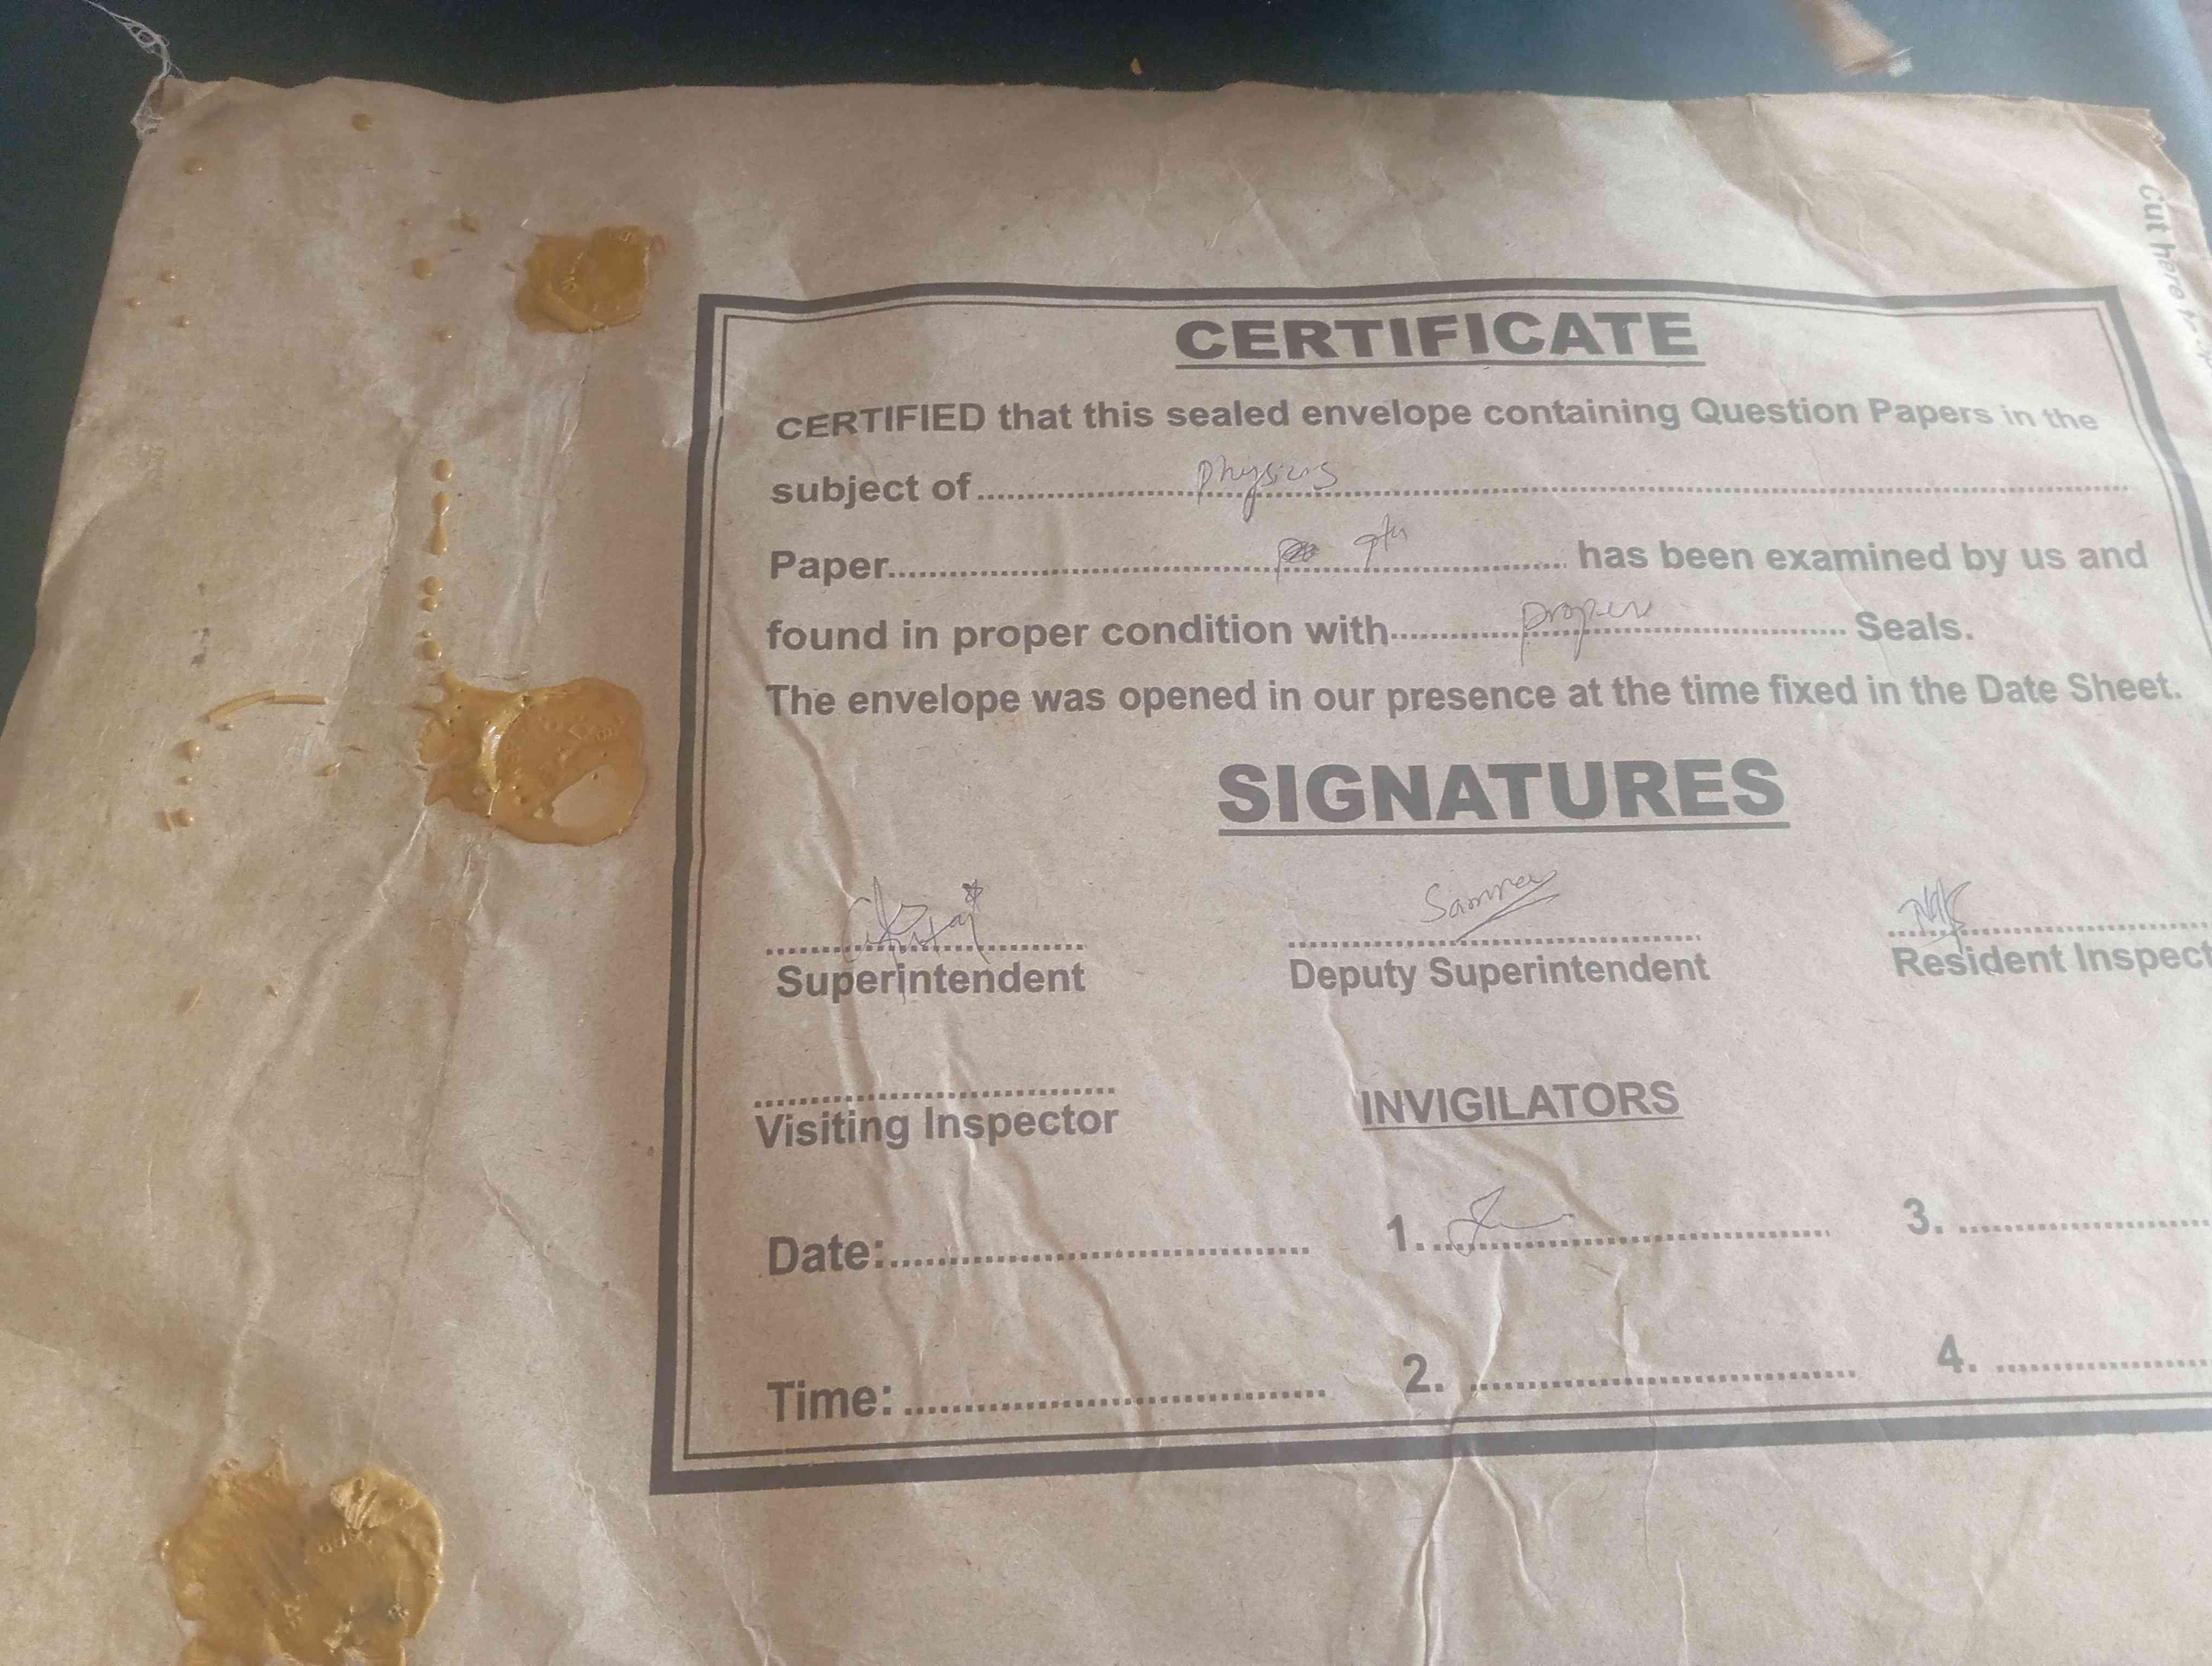 Cut here
CERTIFICATE
CERTIFIED that this sealed envelope containing Question Papers in the
subject of Physics
Paper 9th has been examined by us and
found in proper condition with proper Seals.
The envelope was opened in our presence at the time fixed in the Date Sheet.
SIGNATURES
Superintendent Deputy Superintendent Resident Inspect
Visiting Inspector INVIGILATORS
Date: 1. 3.
Time: 2. 4.